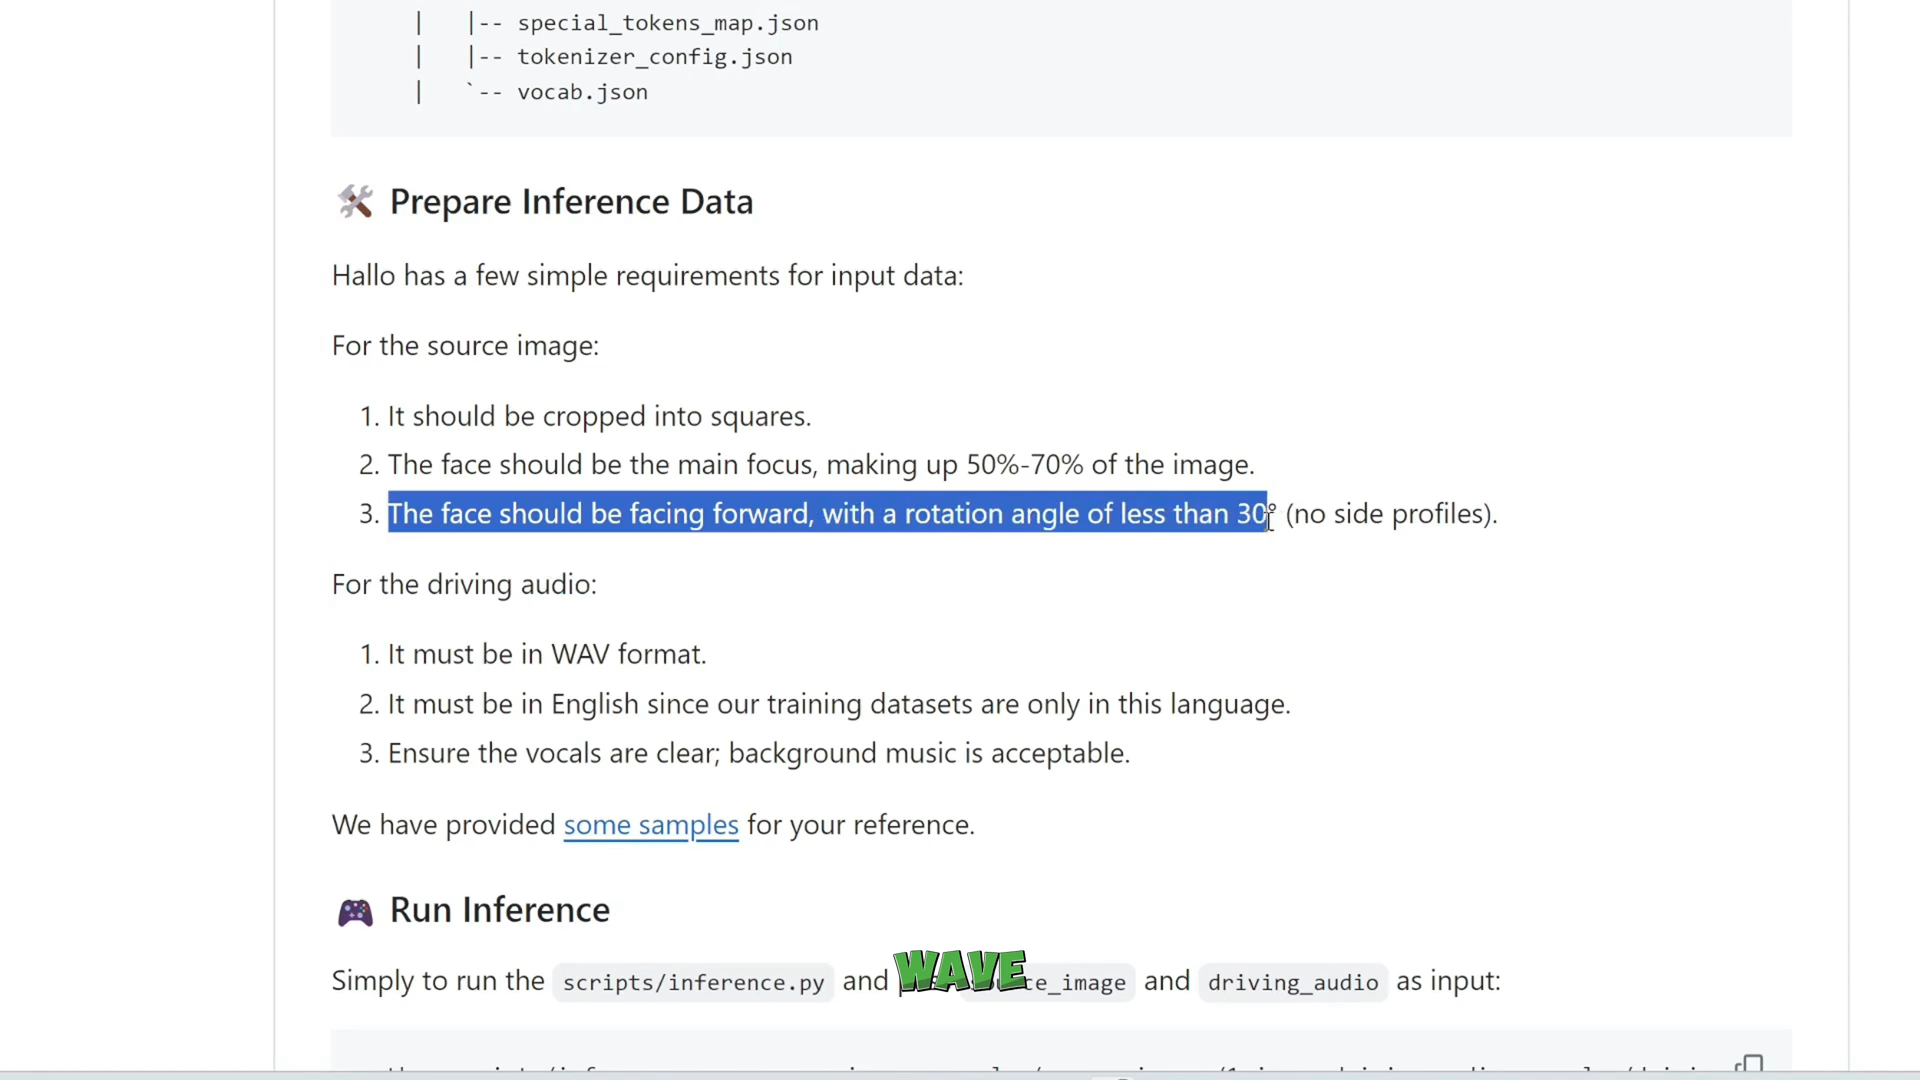 |   |-- special_tokens_map.json
|   |-- tokenizer_config.json
|   `-- vocab.json
🛠️ Prepare Inference Data
Hallo has a few simple requirements for input data:
For the source image:
1. It should be cropped into squares.
2. The face should be the main focus, making up 50%-70% of the image.
3. The face should be facing forward, with a rotation angle of less than 30° (no side profiles).
For the driving audio:
1. It must be in WAV format.
2. It must be in English since our training datasets are only in this language.
3. Ensure the vocals are clear; background music is acceptable.
We have provided some samples for your reference.
🎮 Run Inference
Simply to run the scripts/inference.py and WAVE ce_image and driving_audio as input: